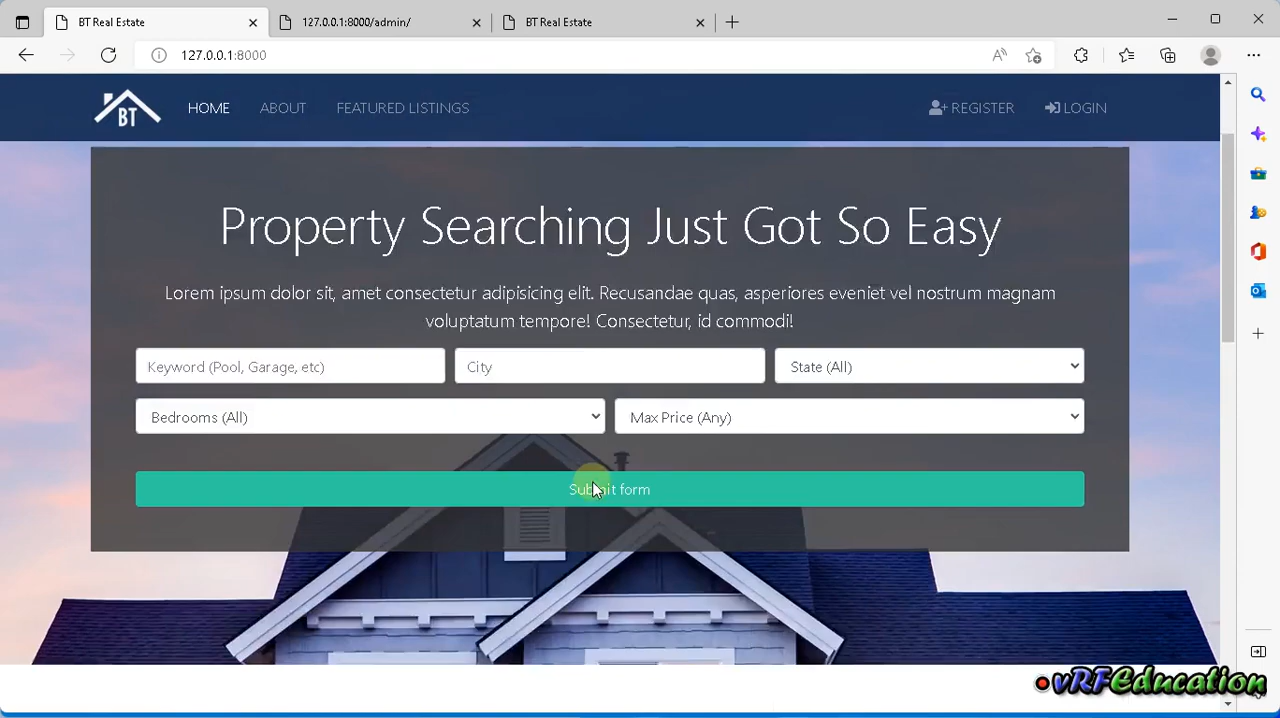 BT Real Estate
127.0.0.1:8000/admin/
BT Real Estate
127.0.0.1:8000
BT
HOME
ABOUT
FEATURED LISTINGS
REGISTER
LOGIN
Property Searching Just Got So Easy
Lorem ipsum dolor sit, amet consectetur adipisicing elit. Recusandae quas, asperiores eveniet vel nostrum magnam
voluptatum tempore! Consectetur, id commodi!
Keyword (Pool, Garage, etc)
City
State (All)
Bedrooms (All)
Max Price (Any)
Submit form
vRFEducation